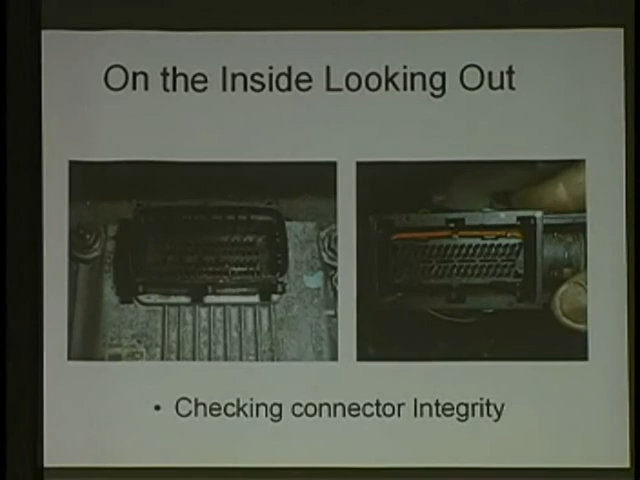 On the Inside Looking Out
• Checking connector Integrity